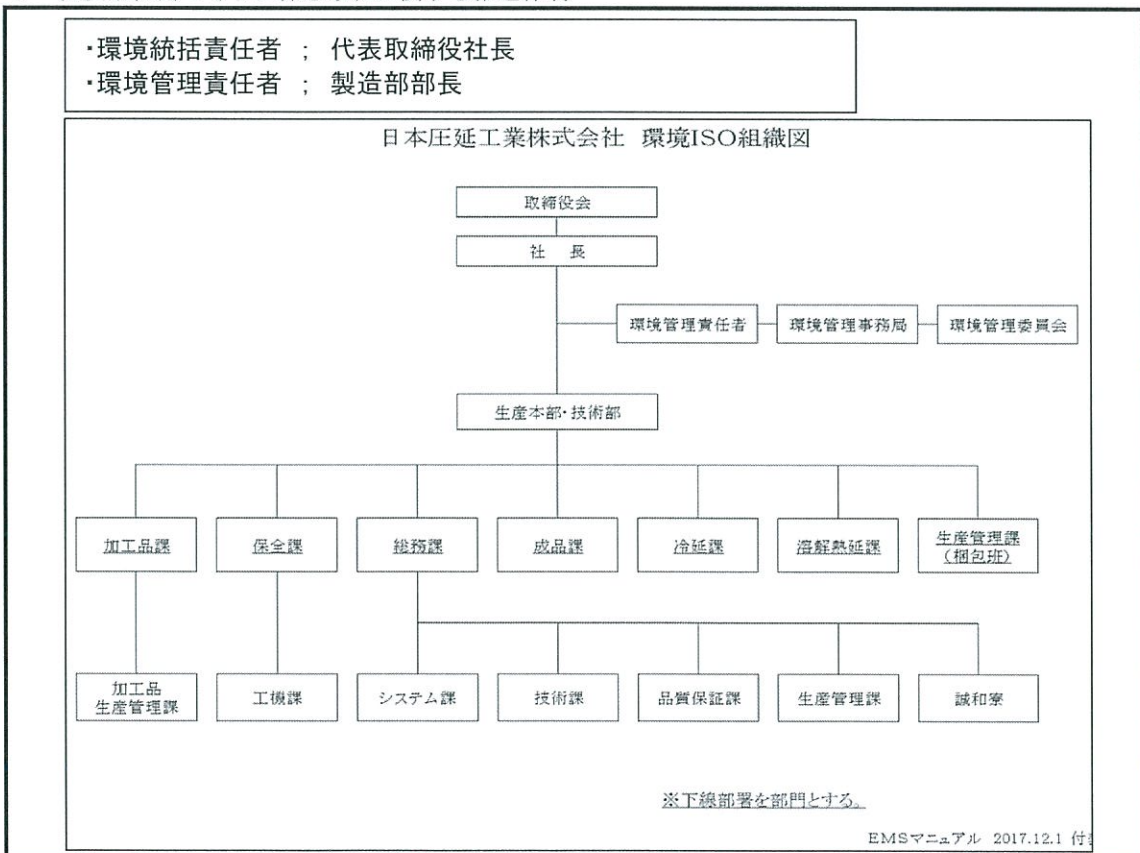 ・環境統括責任者 ； 代表取締役社長
・環境管理責任者 ； 製造部部長
日本圧延工業株式会社 環境ISO組織図
取締役会
社 長
環境管理責任者
環境管理事務局
環境管理委員会
生産本部・技術部
加工品課
保全課
総務課
成品課
冷延課
溶解熱延課
生産管理課
(梱包班)
加工品
生産管理課
工機課
システム課
技術課
品質保証課
生産管理課
誠和寮
※下線部署を部門とする。
EMSマニュアル 2017.12.1 付